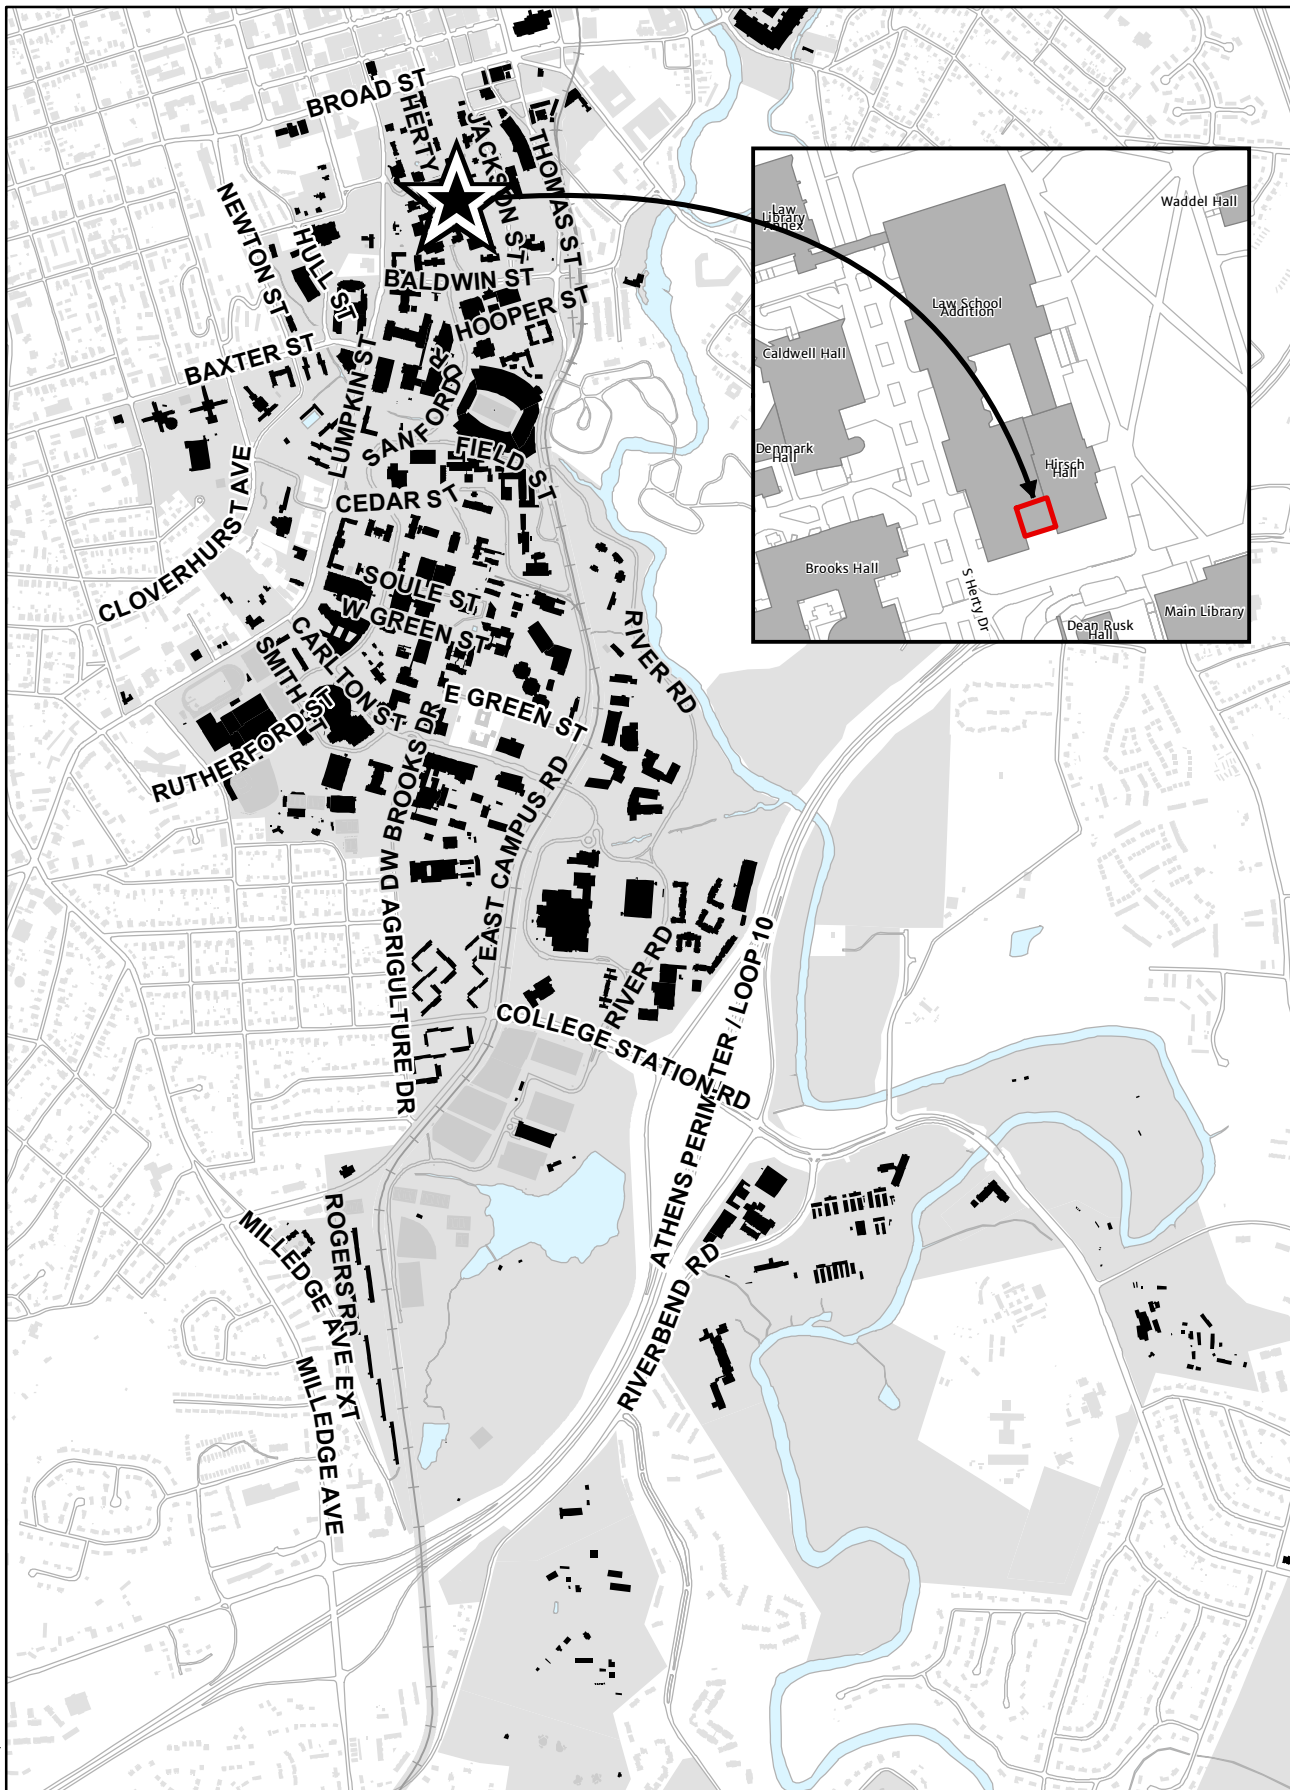 BROAD ST
HERTY
JACKSON ST
THOMAS ST
NEWTON ST
HULL ST
BALDWIN ST
HOOPER ST
BAXTER ST
LUMPKIN ST
SANFORD DR
FIELD ST
CEDAR ST
CLOVERHURST AVE
SOULE ST
W GREEN ST
CARLTON ST
SMITH ST
RUTHERFORD ST
RIVER RD
E GREEN ST
DW BROOKS DR
EAST CAMPUS RD
AGRIGULTURE DR
RIVER RD
COLLEGE STATION RD
ATHENS PERIMETER / LOOP 10
RIVERBEND RD
ROGERS RD
MILLEDGE AVE EXT
MILLEDGE AVE
Law
Library
Annex
Waddel Hall
Law School
Addition
Caldwell Hall
Denmark
Hall
Hirsch
Hall
Brooks Hall
S Herty Dr
Dean Rusk
Hall
Main Library